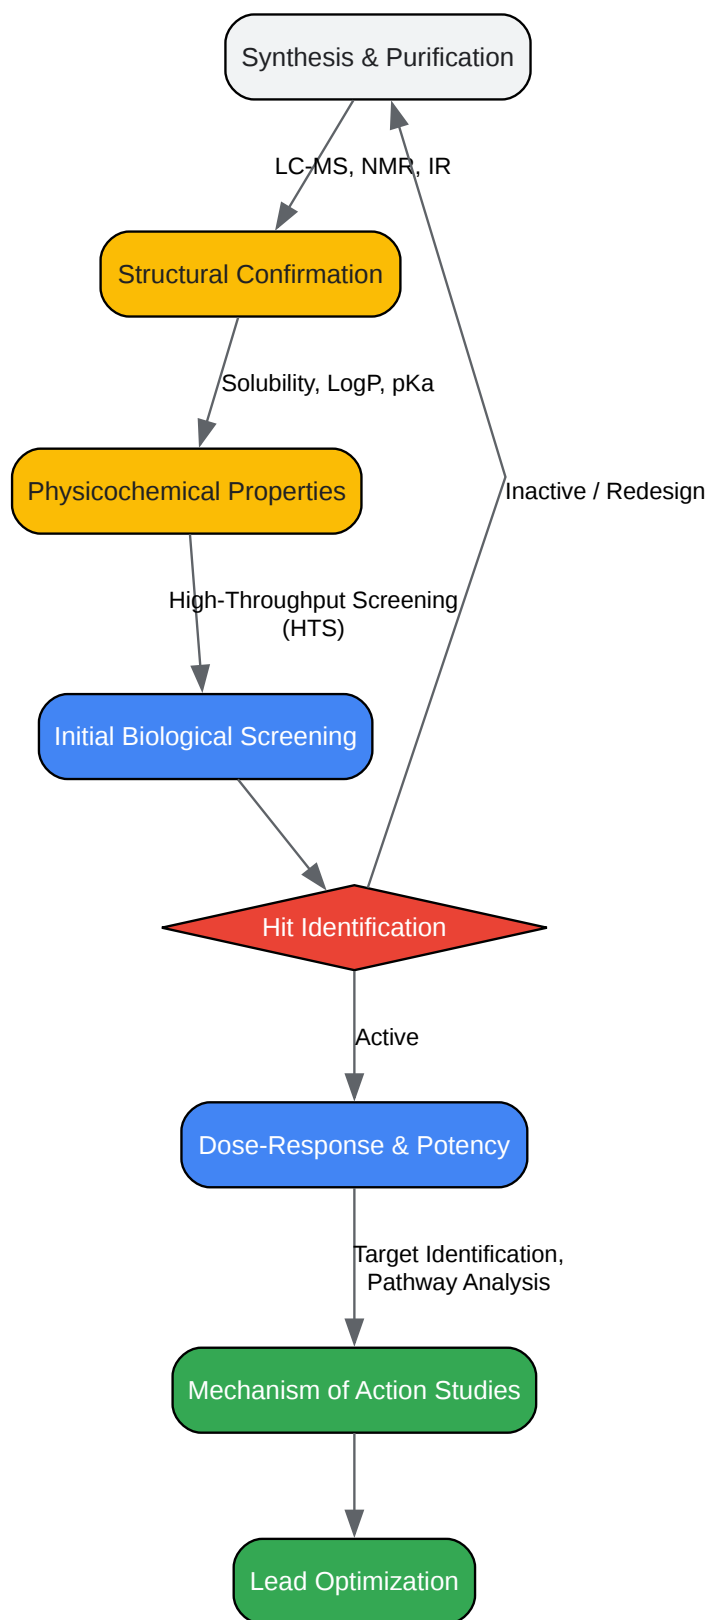 Synthesis & Purification
LC-MS, NMR, IR
Structural Confirmation
Solubility, LogP, pKa
Physicochemical Properties
Inactive / Redesign
High-Throughput Screening
(HTS)
Initial Biological Screening
Hit Identification
Active
Dose-Response & Potency
Target Identification,
Pathway Analysis
Mechanism of Action Studies
Lead Optimization